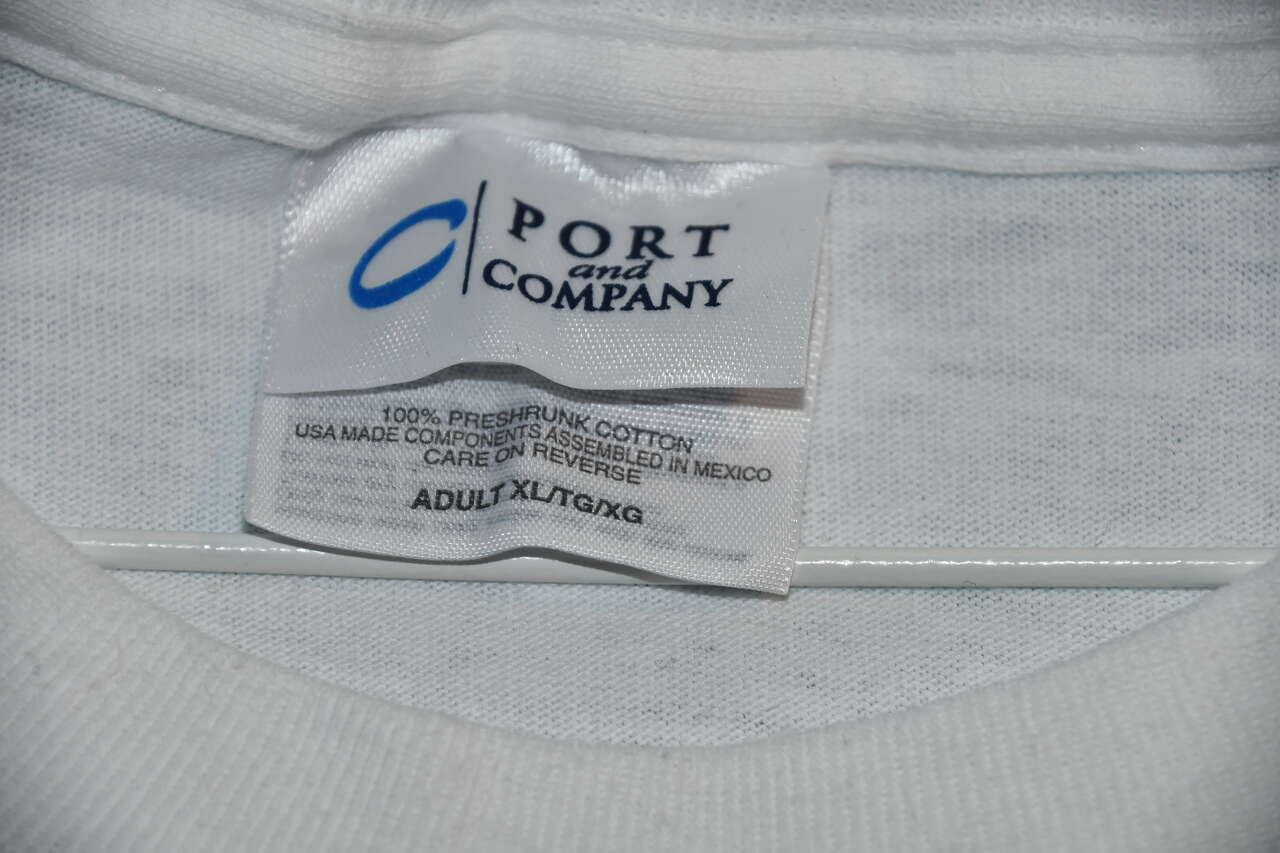 PORT
and
COMPANY
100% PRESHRUNK COTTON
USA MADE COMPONENTS ASSEMBLED IN MEXICO
CARE ON REVERSE
ADULT XL/TG/XG